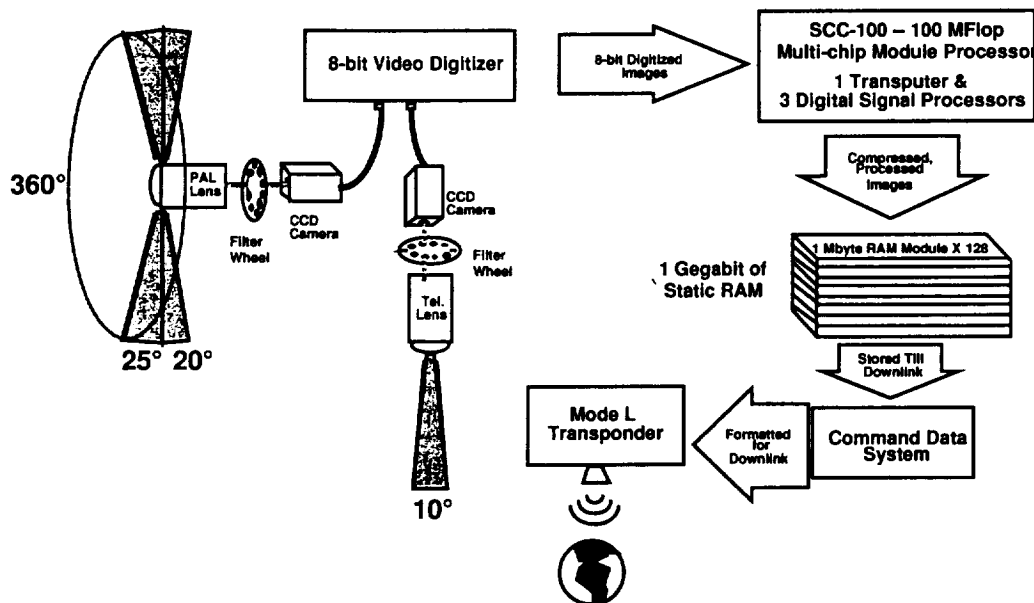 360°
25°
20°
PAL
Lens
Filter
Wheel
CCD
Camera
8-bit Video Digitizer
CCD
Camera
Filter
Wheel
Tel.
Lens
10°
8-bit Digitized
Images
SCC-100 – 100 MFlop
Multi-chip Module Processor
1 Transputer &
3 Digital Signal Processors
Compressed,
Processed
Images
1 Mbyte RAM Module X 128
1 Gegabit of
Static RAM
Stored Till
Downlink
Command Data
System
Formatted
for
Downlink
Mode L
Transponder